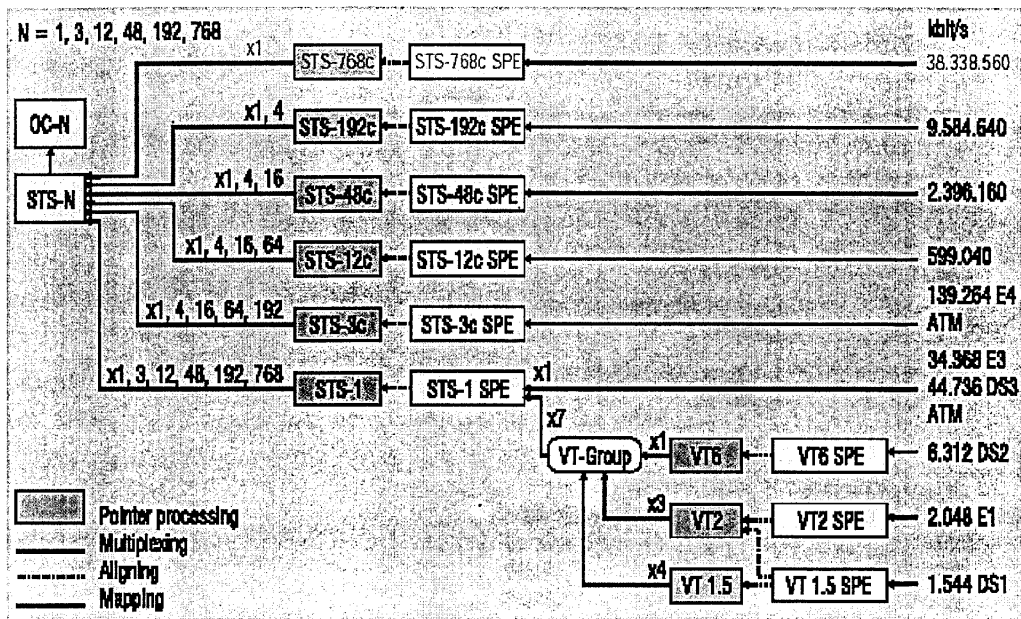 N = 1, 3, 12, 48, 192, 768
kbit/s
x1
STS-768c
STS-768c SPE
38.338.560
OC-N
x1, 4
STS-192c
STS-192c SPE
9.584.640
STS-N
x1, 4, 16
STS-48c
STS-48c SPE
2.396.160
x1, 4, 16, 64
STS-12c
STS-12c SPE
599.040
139.264 E4
x1, 4, 16, 64, 192
STS-3c
STS-3c SPE
ATM
34.368 E3
x1, 3, 12, 48, 192, 768
STS-1
STS-1 SPE
x1
44.736 DS3
ATM
x7
VT-Group
x1
VT6
VT6 SPE
6.312 DS2
x3
VT2
VT2 SPE
2.048 E1
x4
VT 1.5
VT 1.5 SPE
1.544 DS1
Pointer processing
Multiplexing
Aligning
Mapping